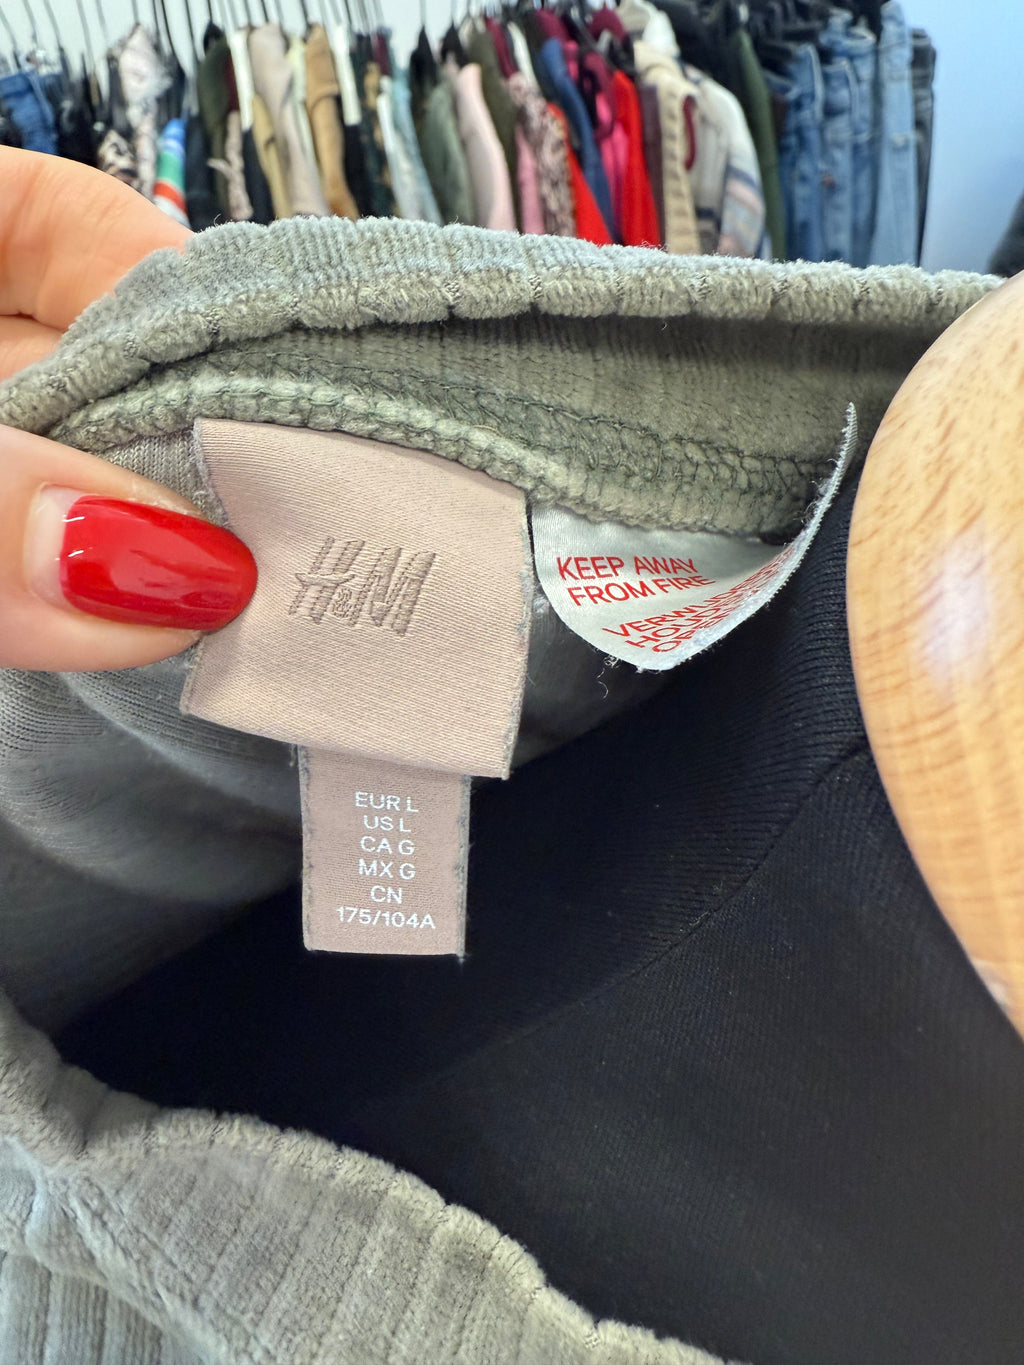 H&M
EUR L
US L
CA G
MX G
CN
175/104A
KEEP AWAY
FROM FIRE